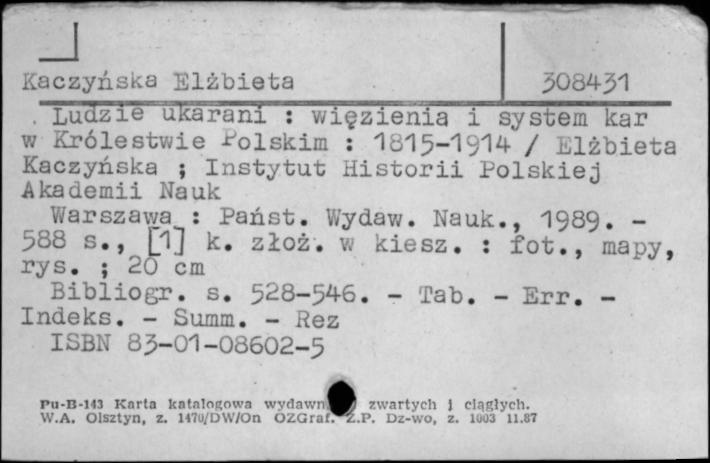 Kaczyńska Elżbieta 308431
Ludzie ukarani : więzienia i system kar
w Królestwie Polskim : 1815-1914 / Elżbieta
Kaczyńska ; Instytut Historii Polskiej
Akademii Nauk
Warszawa : Państ. Wydaw. Nauk., 1989. -
588 s., [1] k. złoż. w kiesz. : fot., mapy,
rys. ; 20 cm
Bibliogr. s. 528-546. - Tab. - Err. -
Indeks. - Summ. - Rez
ISBN 83-01-08602-5
Pu-B-143 Karta katalogowa wydawn zwartych i ciągłych.
W.A. Olsztyn, z. 1470/DW/On OZGraf. Z.P. Dz-wo, z. 1003 11.87